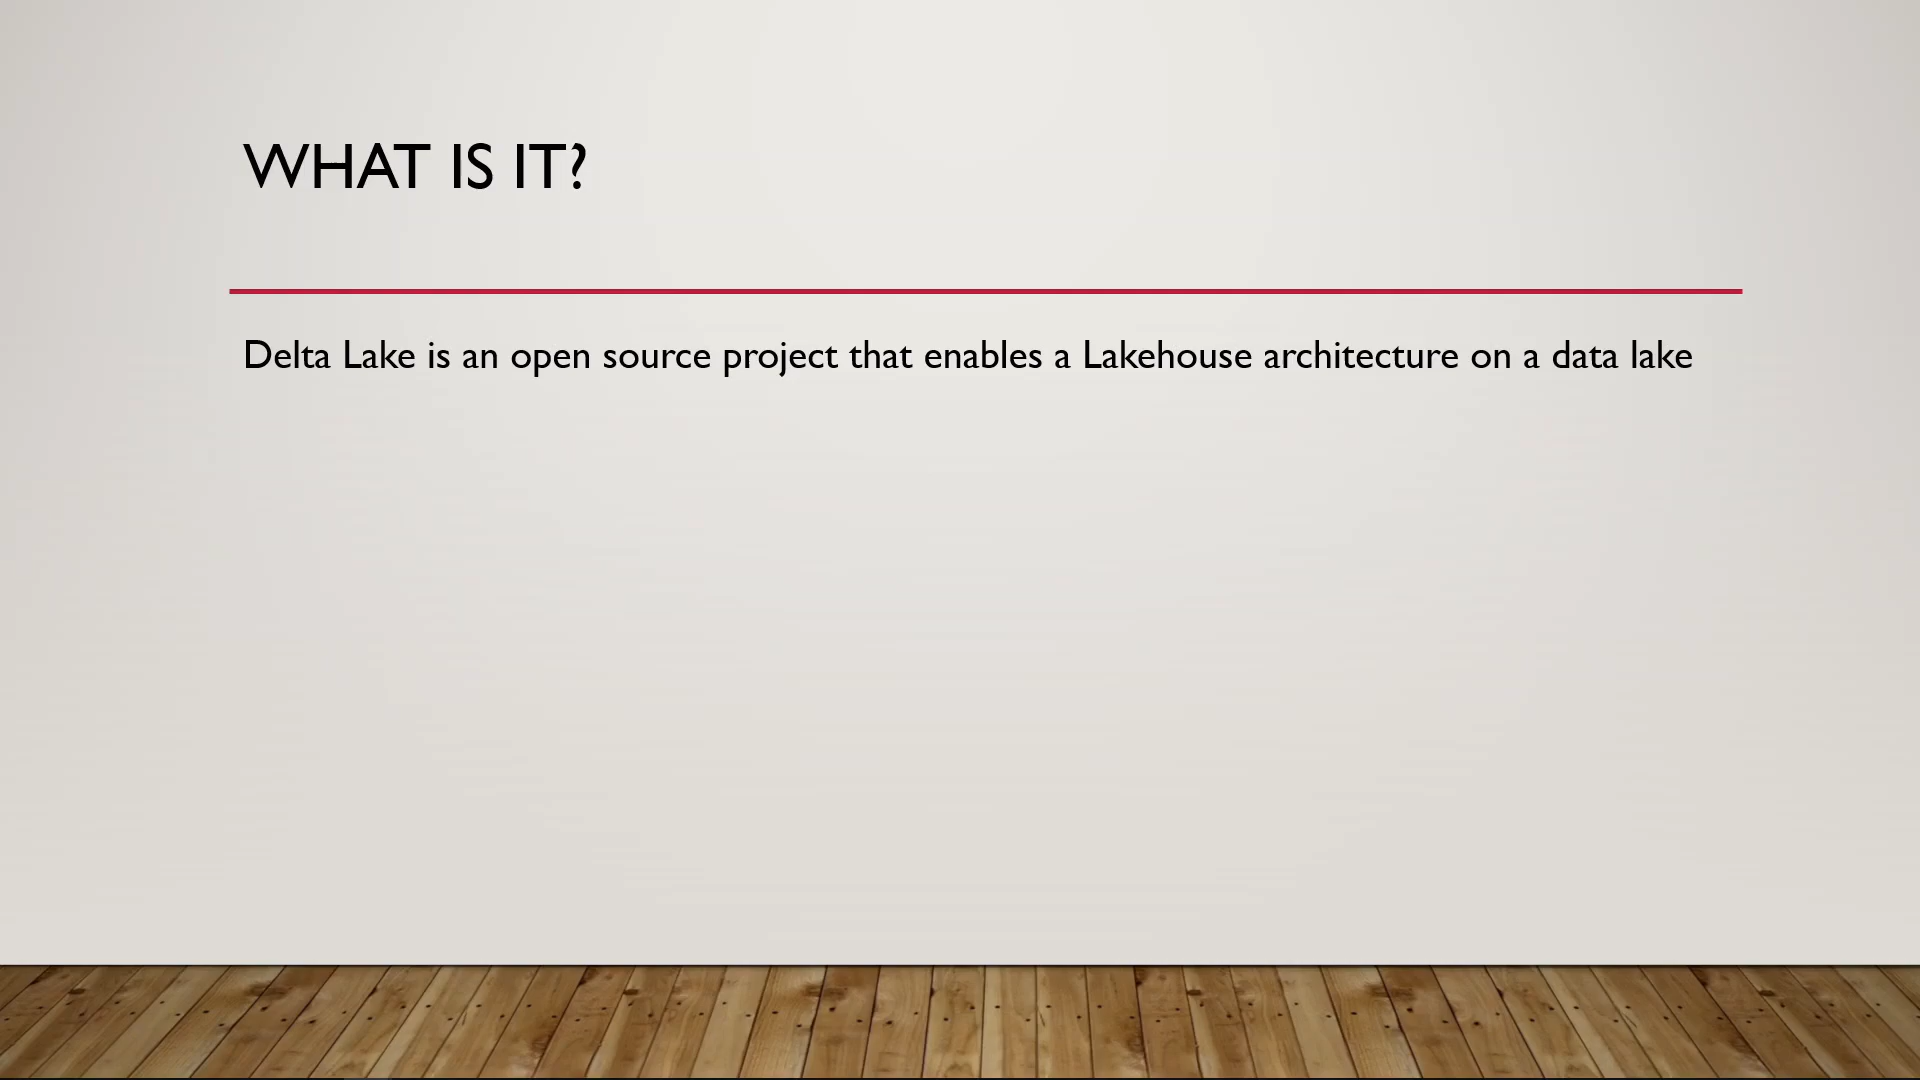 WHAT IS IT?
Delta Lake is an open source project that enables a Lakehouse architecture on a data lake